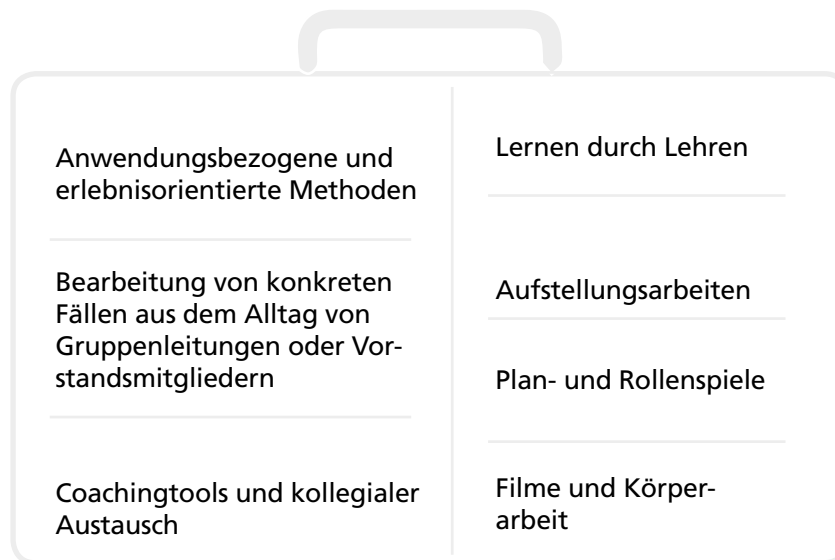 Anwendungsbezogene und
erlebnisorientierte Methoden
Bearbeitung von konkreten
Fällen aus dem Alltag von
Gruppenleitungen oder Vor-
standsmitgliedern
Coachingtools und kollegialer
Austausch
Lernen durch Lehren
Aufstellungsarbeiten
Plan- und Rollenspiele
Filme und Körper-
arbeit